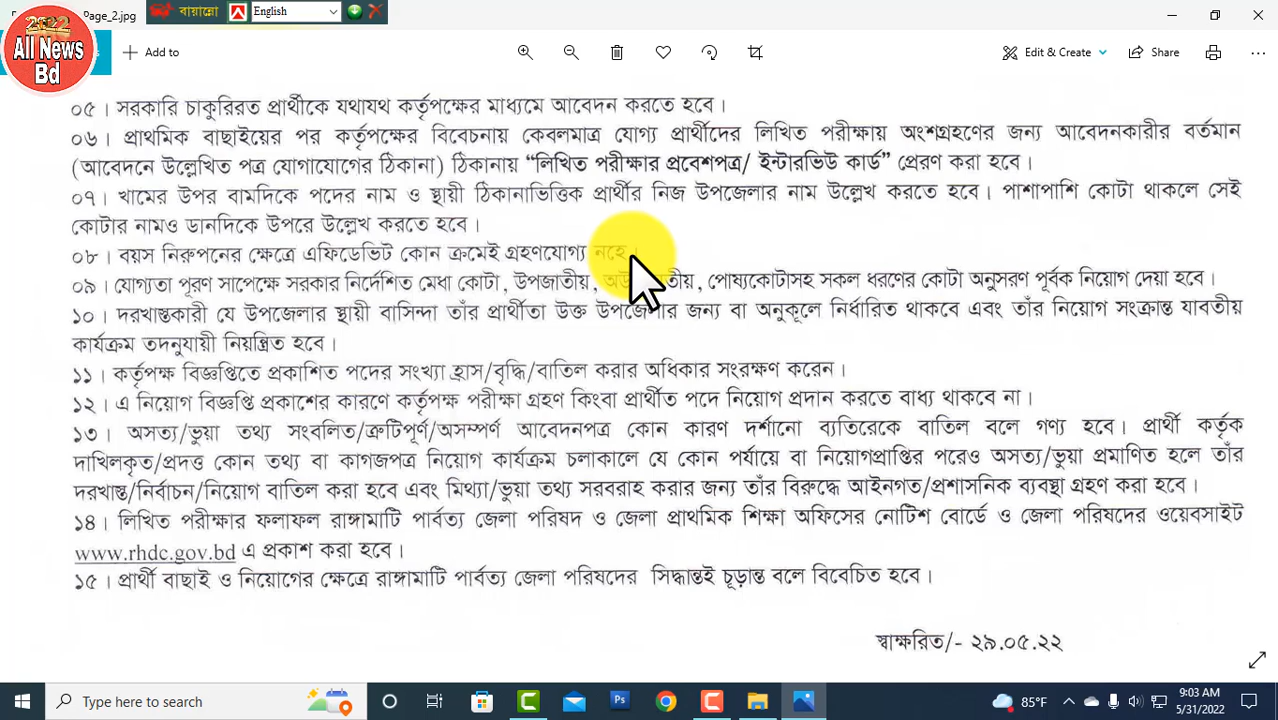 Page_2.jpg
বায়ান্নো English
2022
All News
Bd
Add to
Edit & Create
Share
০৫। সরকারি চাকুরিরত প্রার্থীকে যথাযথ কর্তৃপক্ষের মাধ্যমে আবেদন করতে হবে।
০৬। প্রাথমিক বাছাইয়ের পর কর্তৃপক্ষের বিবেচনায় কেবলমাত্র যোগ্য প্রার্থীদের লিখিত পরীক্ষায় অংশগ্রহণের জন্য আবেদনকারীর বর্তমান
(আবেদনে উল্লেখিত পত্র যোগাযোগের ঠিকানা) ঠিকানায় “লিখিত পরীক্ষার প্রবেশপত্র/ ইন্টারভিউ কার্ড” প্রেরণ করা হবে।
০৭। খামের উপর বামদিকে পদের নাম ও স্থায়ী ঠিকানাভিত্তিক প্রার্থীর নিজ উপজেলার নাম উল্লেখ করতে হবে। পাশাপাশি কোটা থাকলে সেই
কোটার নামও ডানদিকে উপরে উল্লেখ করতে হবে।
০৮। বয়স নিরুপনের ক্ষেত্রে এফিডেভিট কোন ক্রমেই গ্রহণযোগ্য নহে।
০৯। যোগ্যতা পূরণ সাপেক্ষে সরকার নির্দেশিত মেধা কোটা, উপজাতীয়, পোষ্যকোটাসহ সকল ধরণের কোটা অনুসরণ পূর্বক নিয়োগ দেয়া হবে।
১০। দরখাস্তকারী যে উপজেলার স্থায়ী বাসিন্দা তাঁর প্রার্থীতা উক্ত উপজেলার জন্য বা অনুকূলে নির্ধারিত থাকবে এবং তাঁর নিয়োগ সংক্রান্ত যাবতীয়
কার্যক্রম তদনুযায়ী নিয়ন্ত্রিত হবে।
১১। কর্তৃপক্ষ বিজ্ঞপ্তিতে প্রকাশিত পদের সংখ্যা হ্রাস/বৃদ্ধি/বাতিল করার অধিকার সংরক্ষণ করেন।
১২। এ নিয়োগ বিজ্ঞপ্তি প্রকাশের কারণে কর্তৃপক্ষ পরীক্ষা গ্রহণ কিংবা প্রার্থীত পদে নিয়োগ প্রদান করতে বাধ্য থাকবে না।
১৩। অসত্য/ভুয়া তথ্য সংবলিত/ত্রুটিপূর্ণ/অসম্পর্ণ আবেদনপত্র কোন কারণ দর্শানো ব্যতিরেকে বাতিল বলে গণ্য হবে। প্রার্থী কর্তৃক
দাখিলকৃত/প্রদত্ত কোন তথ্য বা কাগজপত্র নিয়োগ কার্যক্রম চলাকালে যে কোন পর্যায়ে বা নিয়োগপ্রাপ্তির পরেও অসত্য/ভুয়া প্রমাণিত হলে তাঁর
দরখাস্ত/নির্বাচন/নিয়োগ বাতিল করা হবে এবং মিথ্যা/ভুয়া তথ্য সরবরাহ করার জন্য তাঁর বিরুদ্ধে আইনগত/প্রশাসনিক ব্যবস্থা গ্রহণ করা হবে।
১৪। লিখিত পরীক্ষার ফলাফল রাঙ্গামাটি পার্বত্য জেলা পরিষদ ও জেলা প্রাথমিক শিক্ষা অফিসের নোটিশ বোর্ডে ও জেলা পরিষদের ওয়েবসাইট
www.rhdc.gov.bd এ প্রকাশ করা হবে।
১৫। প্রার্থী বাছাই ও নিয়োগের ক্ষেত্রে রাঙ্গামাটি পার্বত্য জেলা পরিষদের সিদ্ধান্তই চূড়ান্ত বলে বিবেচিত হবে।
স্বাক্ষরিত/- ২৯.০৫.২২
Type here to search
Ps
85°F
9:03 AM
5/31/2022